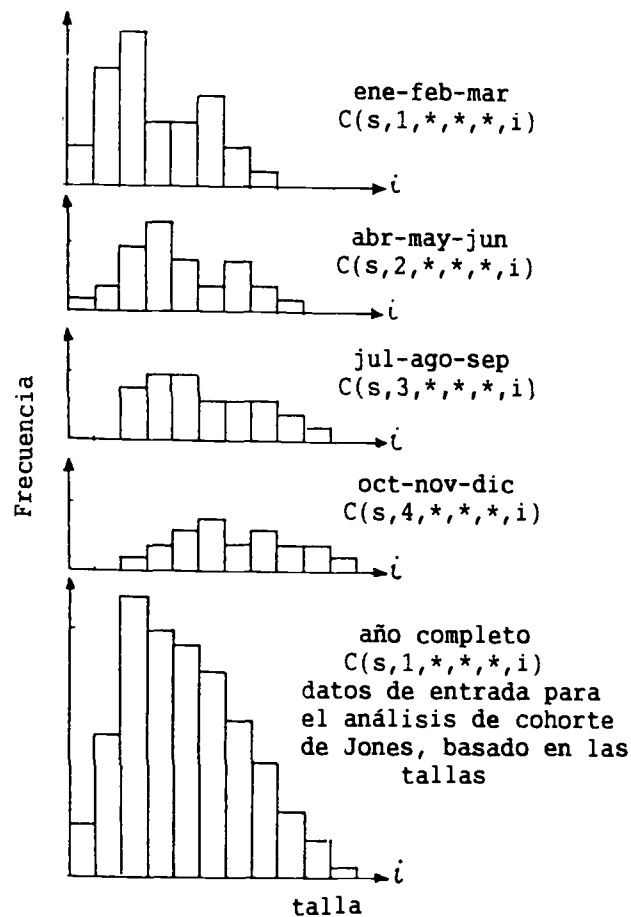 ene-feb-mar
C(s,1,*,*,*,i)
i
abr-may-jun
C(s,2,*,*,*,i)
i
jul-ago-sep
C(s,3,*,*,*,i)
i
Frecuencia
oct-nov-dic
C(s,4,*,*,*,i)
i
año completo
C(s,1,*,*,*,i)
datos de entrada para
el análisis de cohorte
de Jones, basado en las
tallas
i
talla